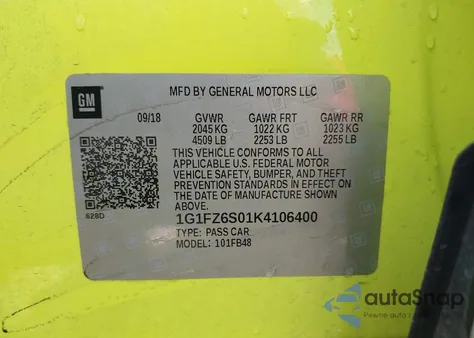 GM
MFD BY GENERAL MOTORS LLC
09/18 GVWR GAWR FRT GAWR RR
2045 KG 1022 KG 1023 KG
4509 LB 2253 LB 2255 LB
THIS VEHICLE CONFORMS TO ALL
APPLICABLE U.S. FEDERAL MOTOR
VEHICLE SAFETY, BUMPER, AND THEFT
PREVENTION STANDARDS IN EFFECT ON
THE DATE OF MANUFACTURE SHOWN
ABOVE.
628D
1G1FZ6S01K4106400
TYPE: PASS CAR
MODEL: 101FB48
autoSnap
Pewne auto i już